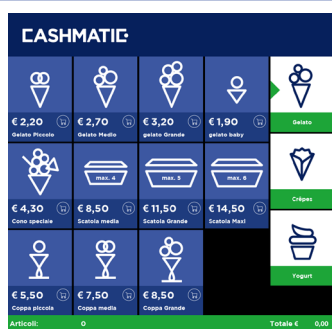 CASHMATIC
€ 2,20
Gelato Piccolo
€ 2,70
Gelato Medio
€ 3,20
gelato Grande
€ 1,90
gelato baby
Gelato
€ 4,30
Cono speciale
max. 4
€ 8,50
Scatola media
max. 5
€ 11,50
Scatola Grande
max. 6
€ 14,50
Scatola Maxi
Crêpes
€ 5,50
Coppa piccola
€ 7,50
Coppa media
€ 8,50
Coppa Grande
Yogurt
Articoli: 0 Totale € 0,00